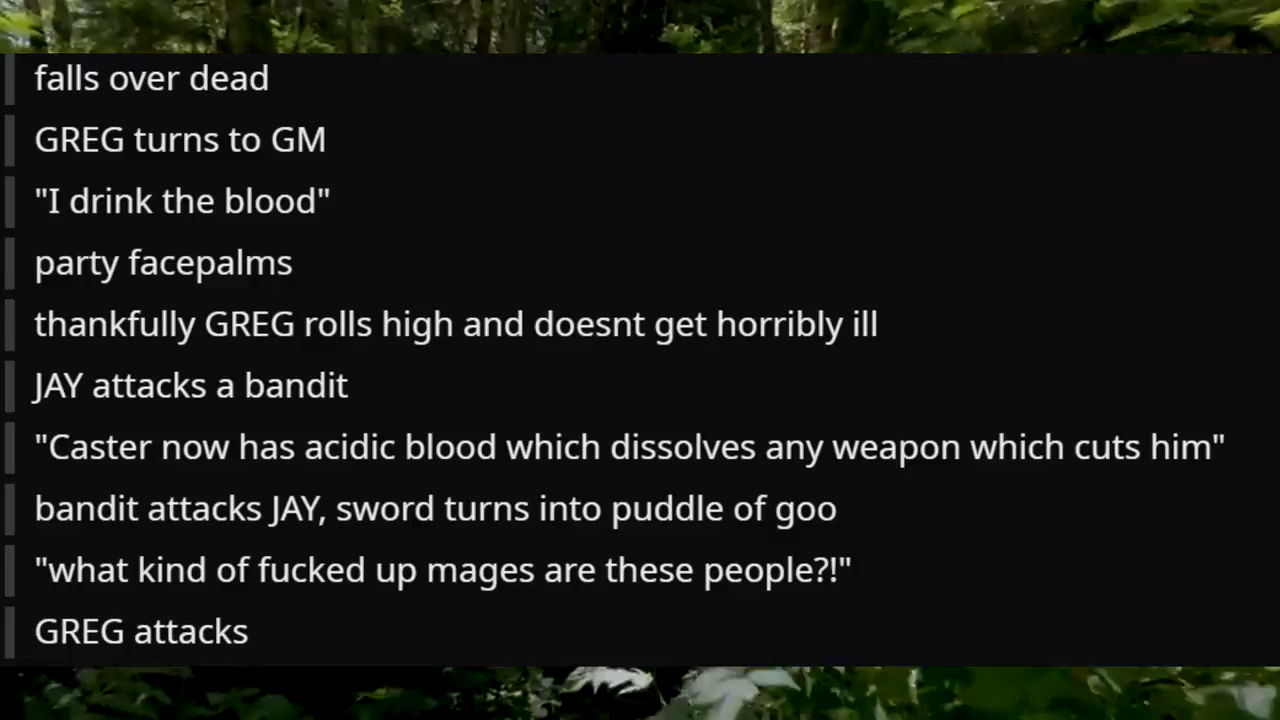 falls over dead
GREG turns to GM
"I drink the blood"
party facepalms
thankfully GREG rolls high and doesnt get horribly ill
JAY attacks a bandit
"Caster now has acidic blood which dissolves any weapon which cuts him"
bandit attacks JAY, sword turns into puddle of goo
"what kind of fucked up mages are these people?!"
GREG attacks